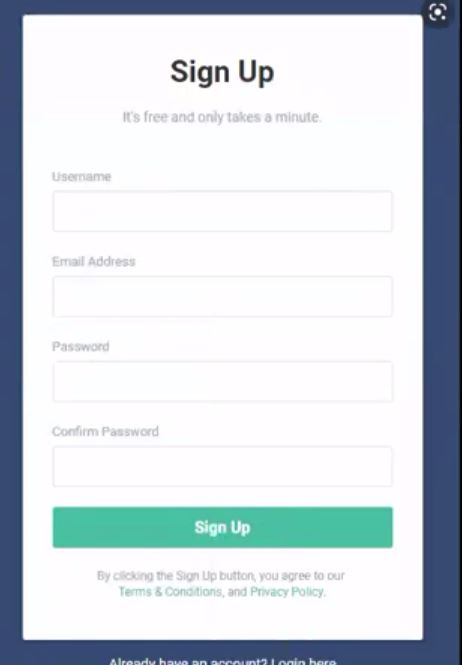 Sign Up
It's free and only takes a minute.
Username
Email Address
Password
Confirm Password
Sign Up
By clicking the Sign Up button, you agree to our
Terms & Conditions, and Privacy Policy.
Already have an account? Login here